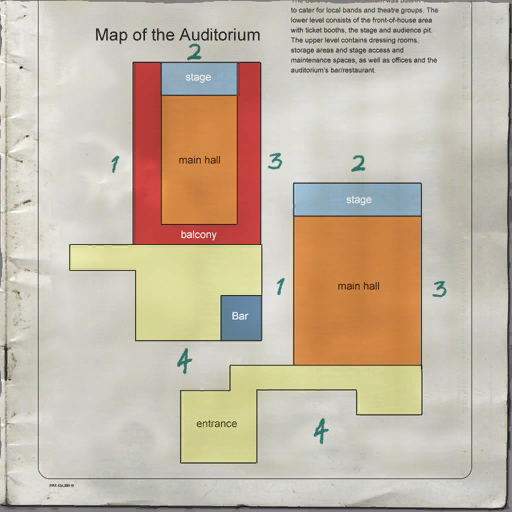 to cater for local bands and theatre groups. The
lower level consists of the front-of-house area
with ticket booths, the stage and audience pit.
The upper level contains dressing rooms,
storage areas and stage access and
maintenance spaces, as well as offices and the
auditorium's bar/restaurant.
Map of the Auditorium
2
stage
1
main hall
3
balcony
Bar
4
2
stage
1
main hall
3
entrance
4